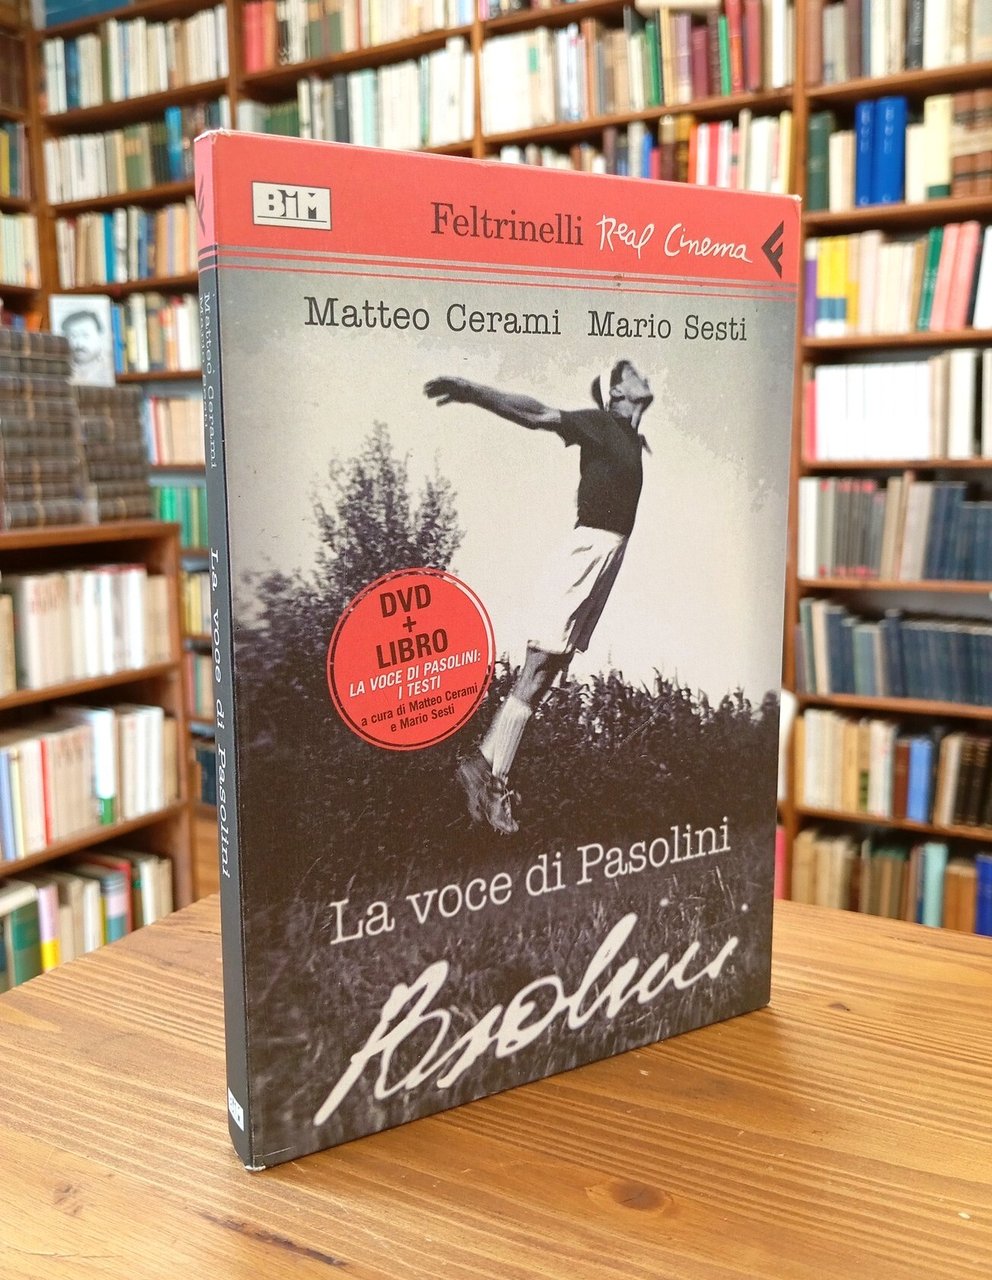 BiM
Feltrinelli Real Cinema
Matteo Cerami Mario Sesti
DVD
+
LIBRO
LA VOCE DI PASOLINI:
I TESTI
a cura di Matteo Cerami
e Mario Sesti
La voce di Pasolini
Pasolini
Matteo Cerami
Mario Sesti
La voce di Pasolini
BiM